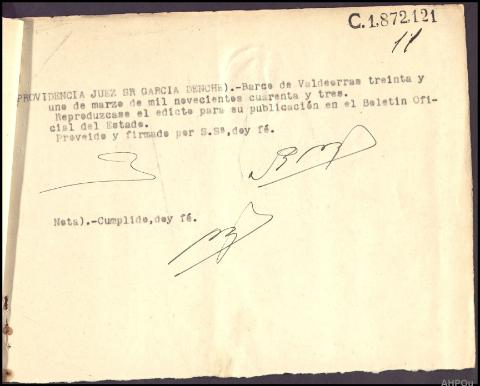 C.1.872.121
11
PROVIDENCIA JUEZ SR GARCIA DENCHE).-Barco de Valdeorras treinta y
uno de marzo de mil novecientos cuarenta y tres.
Reproduzcase el edicto para su publicación en el Boletin Ofi-
cial del Estado.
Proveido y firmado por S.Sª,doy fé.
Nota).-Cumplido,doy fé.
AHPOu